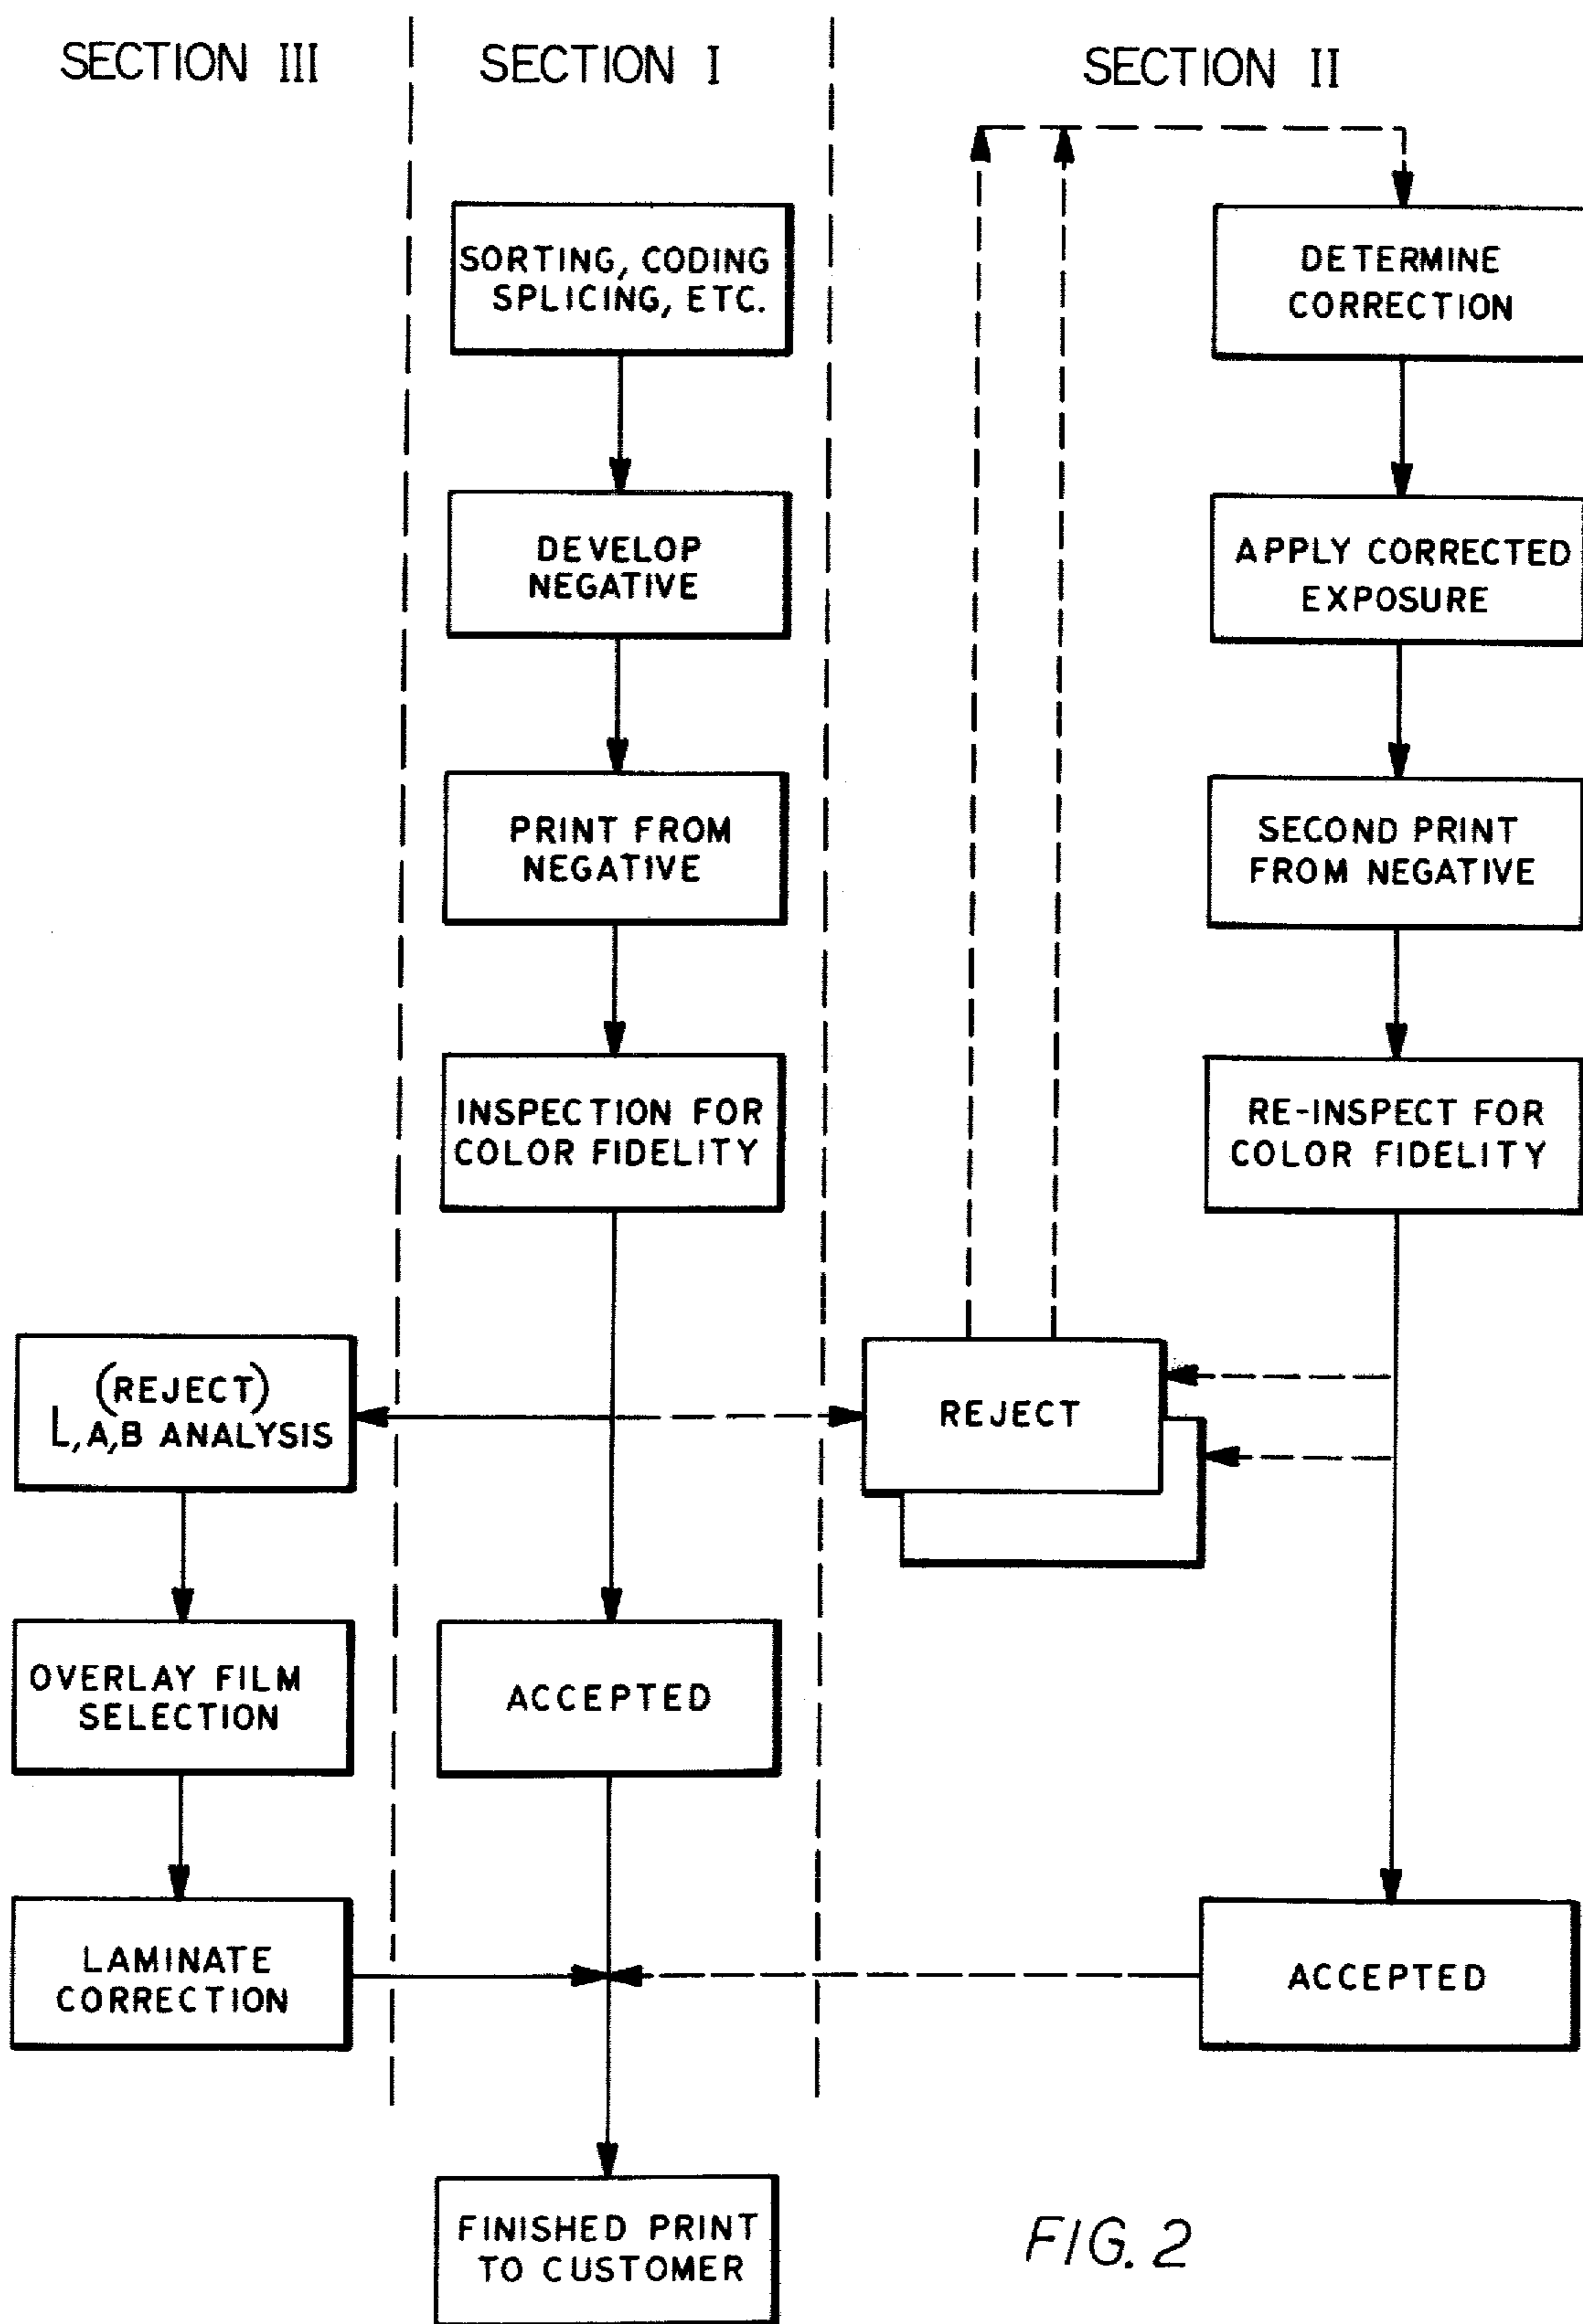 SECTION III
SECTION I
SECTION II
SORTING, CODING
SPLICING, ETC.
DETERMINE
CORRECTION
DEVELOP
NEGATIVE
APPLY CORRECTED
EXPOSURE
PRINT FROM
NEGATIVE
SECOND PRINT
FROM NEGATIVE
INSPECTION FOR
COLOR FIDELITY
RE-INSPECT FOR
COLOR FIDELITY
(REJECT)
L,A,B ANALYSIS
REJECT
OVERLAY FILM
SELECTION
ACCEPTED
LAMINATE
CORRECTION
ACCEPTED
FINISHED PRINT
TO CUSTOMER
FIG. 2